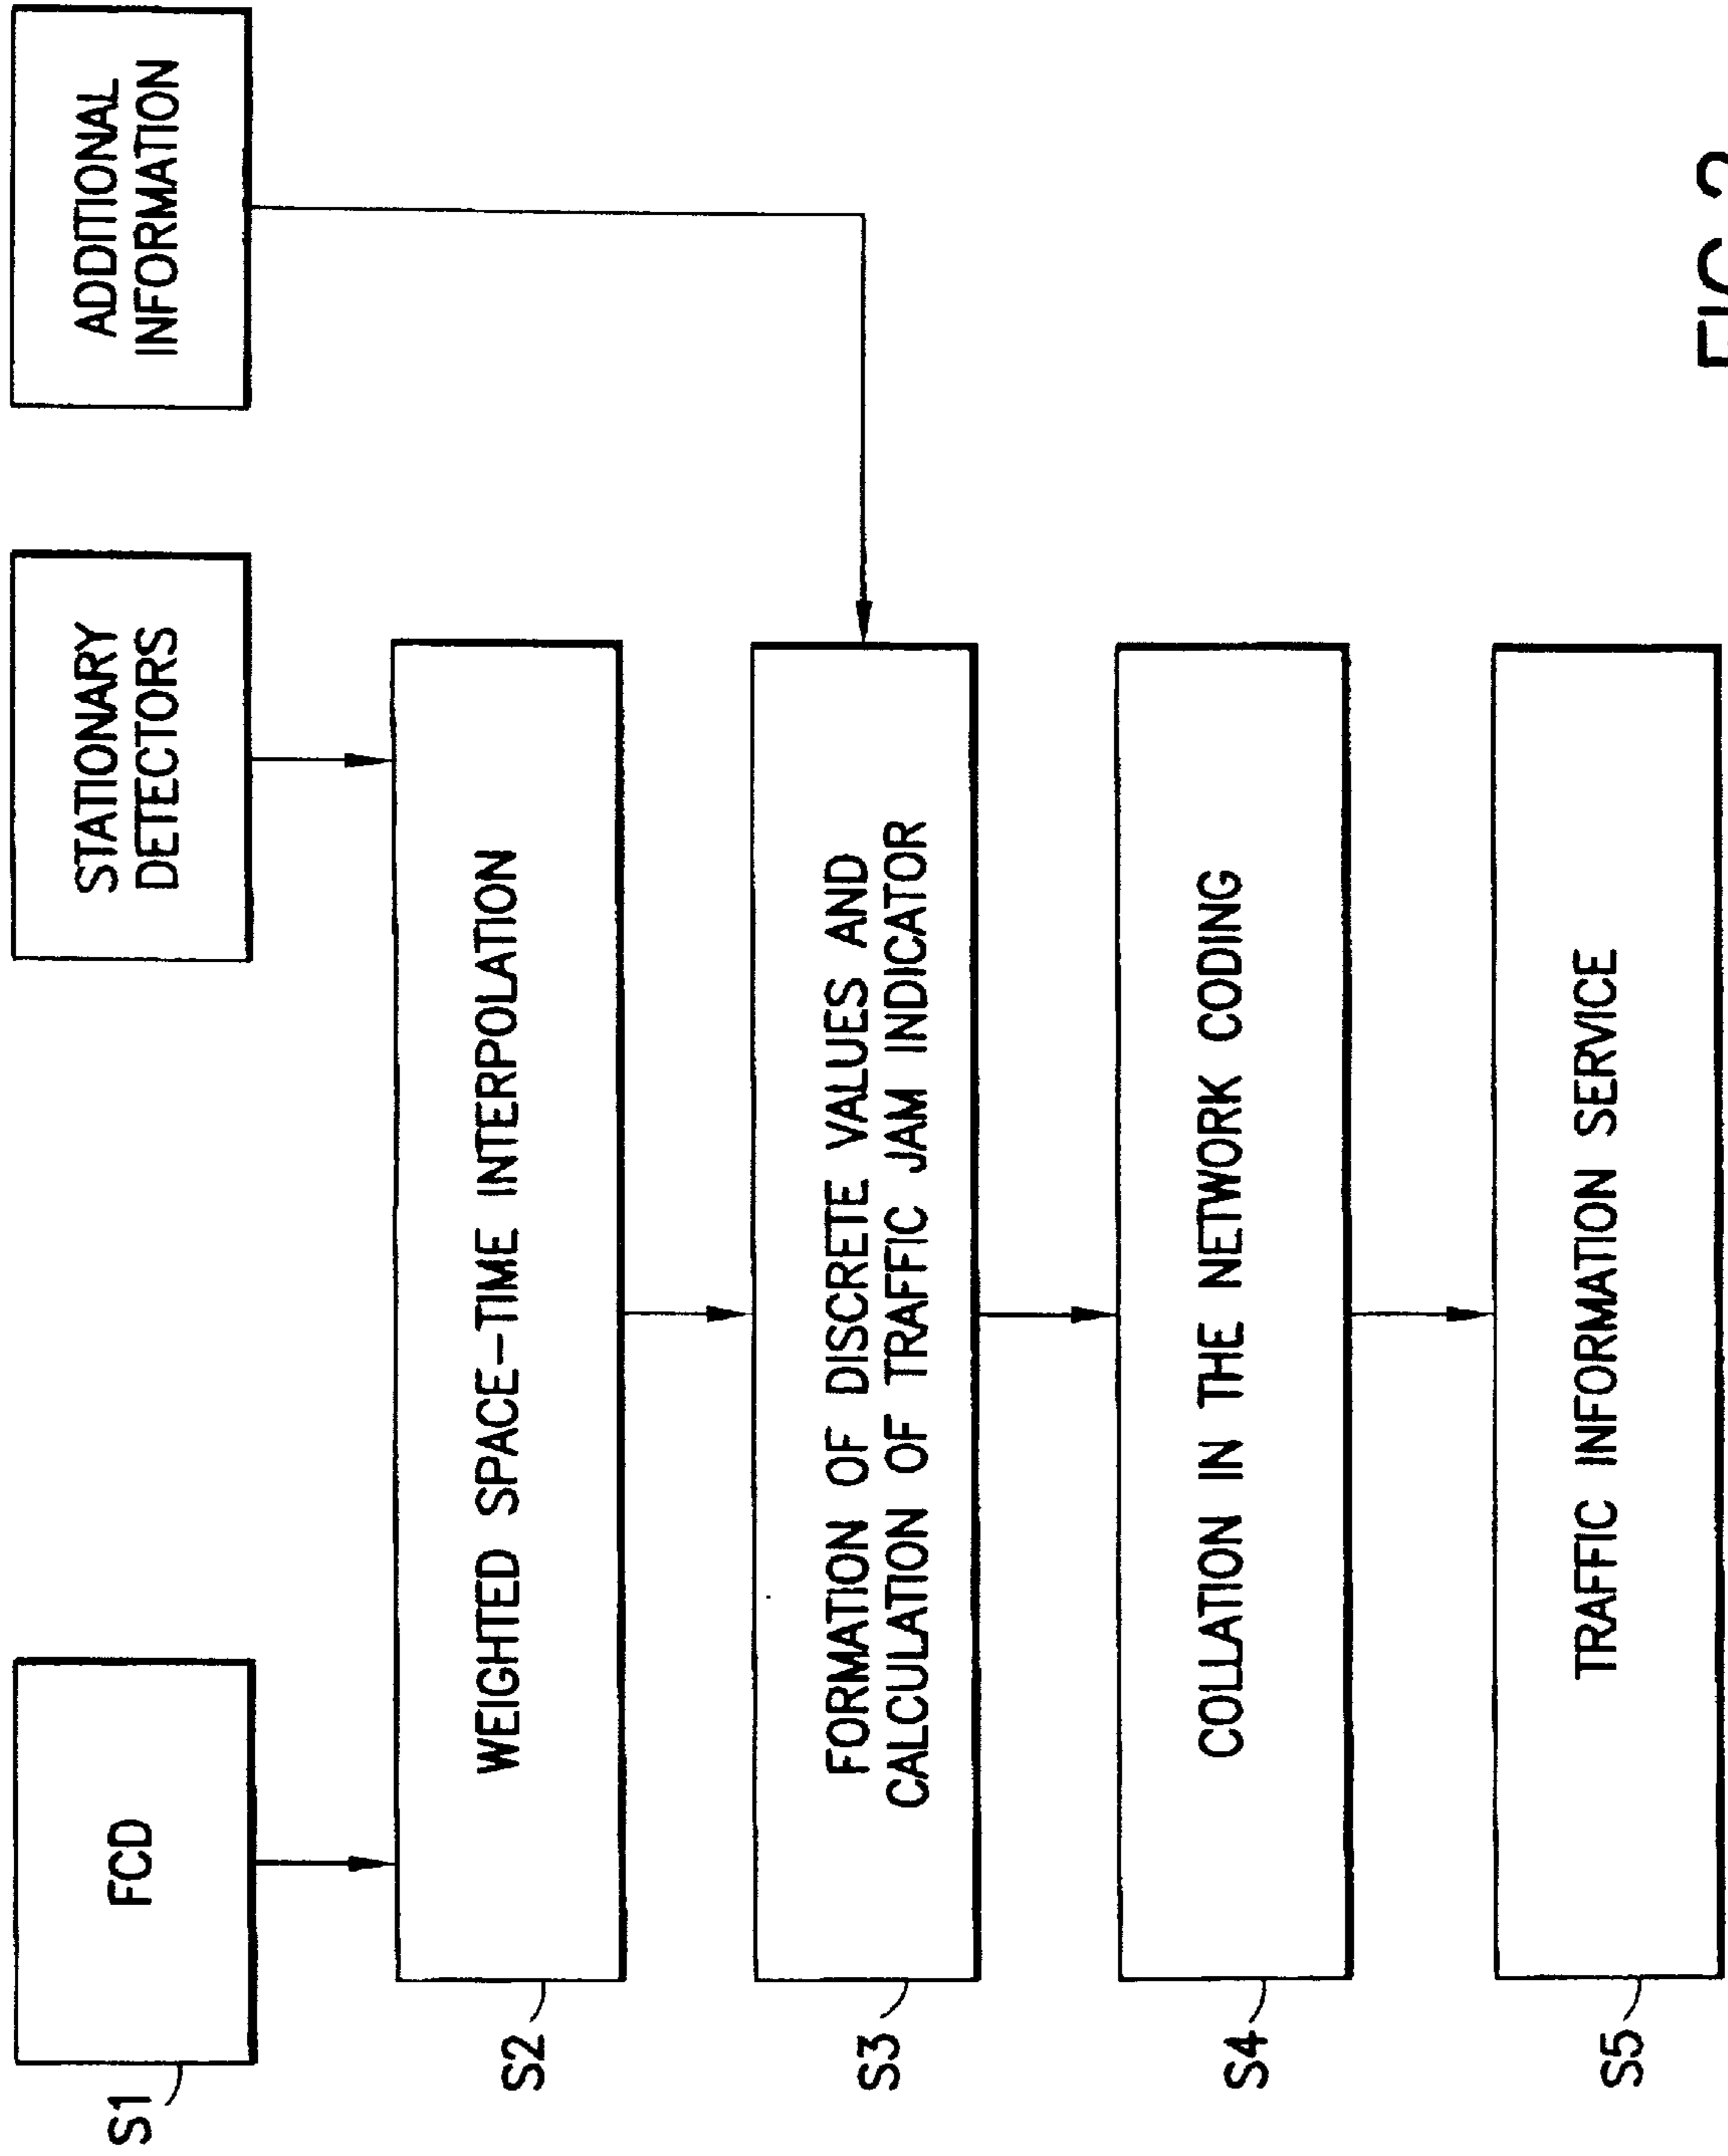 S1
FCD
STATIONARY
DETECTORS
ADDITIONAL
INFORMATION
S2
WEIGHTED SPACE-TIME INTERPOLATION
S3
FORMATION OF DISCRETE VALUES AND
CALCULATION OF TRAFFIC JAM INDICATOR
S4
COLLATION IN THE NETWORK CODING
S5
TRAFFIC INFORMATION SERVICE
FIG